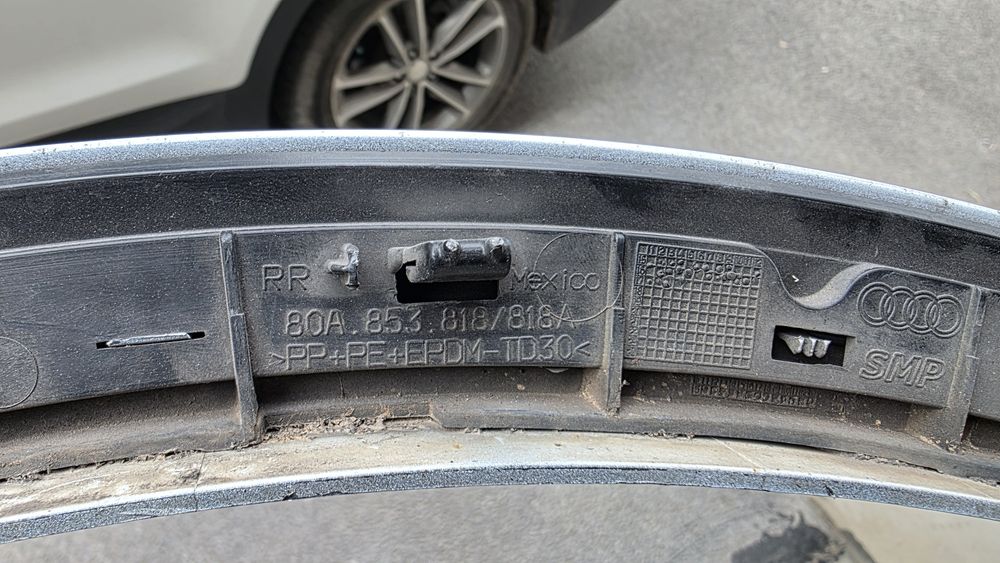 RR
Mexico
80A.853.818/818A
>PP+PE+EPDM-TD30<
SMP